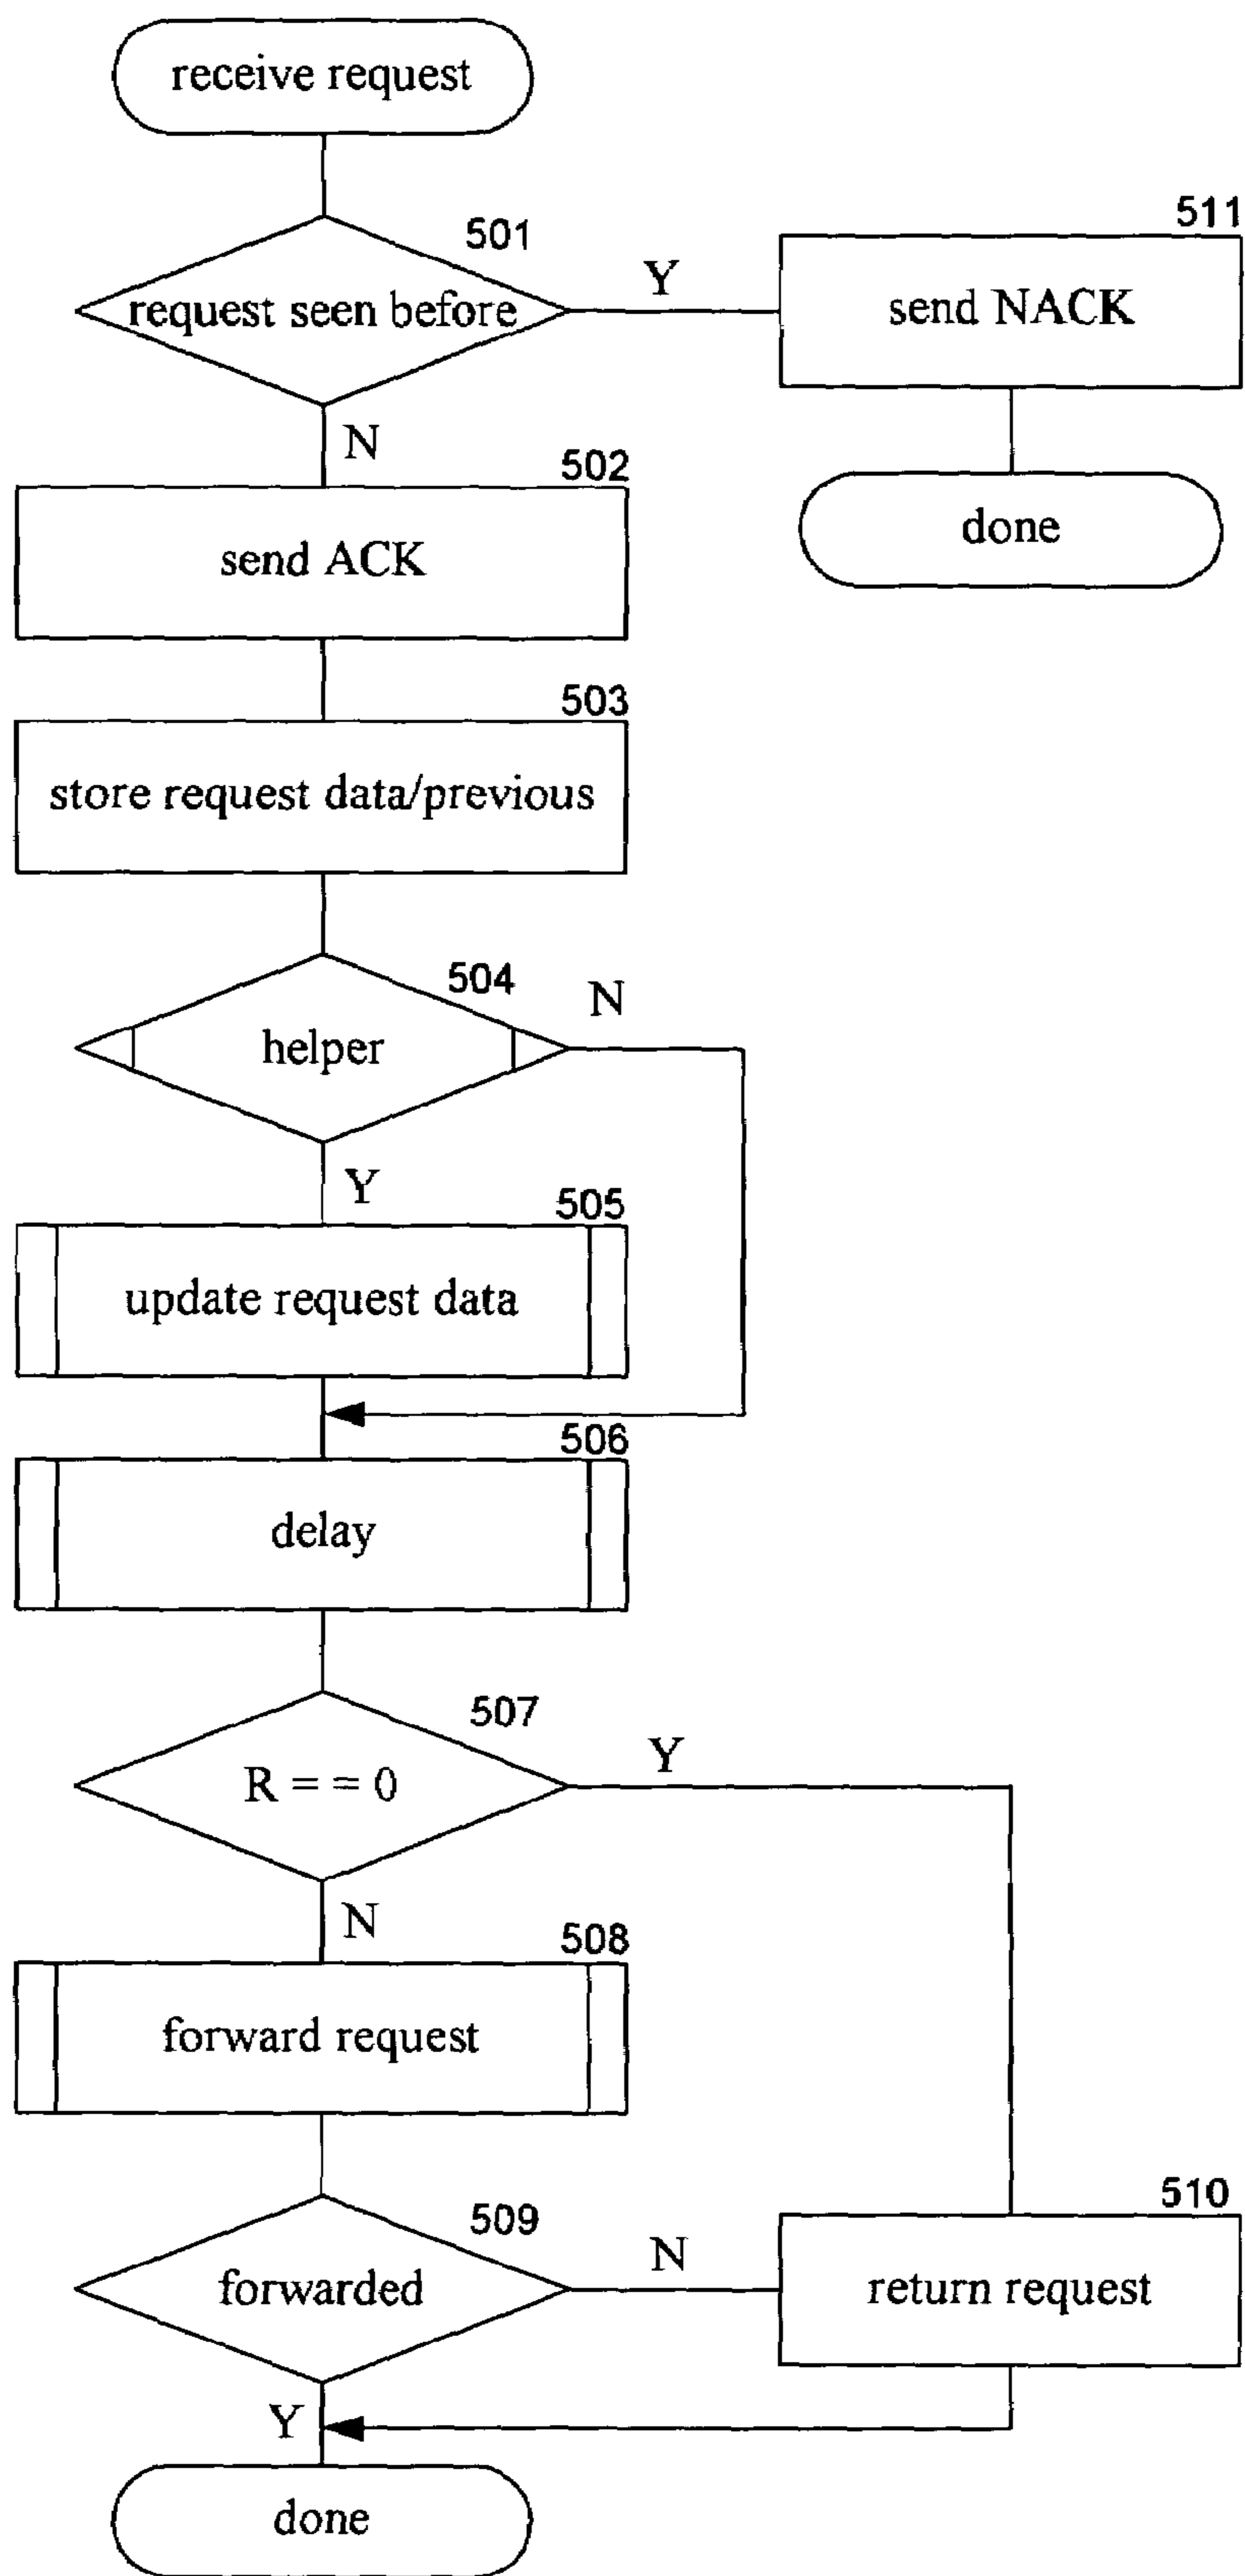 receive request
501
request seen before
Y
511
send NACK
N
done
502
send ACK
503
store request data/previous
504
helper
N
Y
505
update request data
506
delay
507
R = = 0
Y
N
508
forward request
509
forwarded
N
510
return request
Y
done